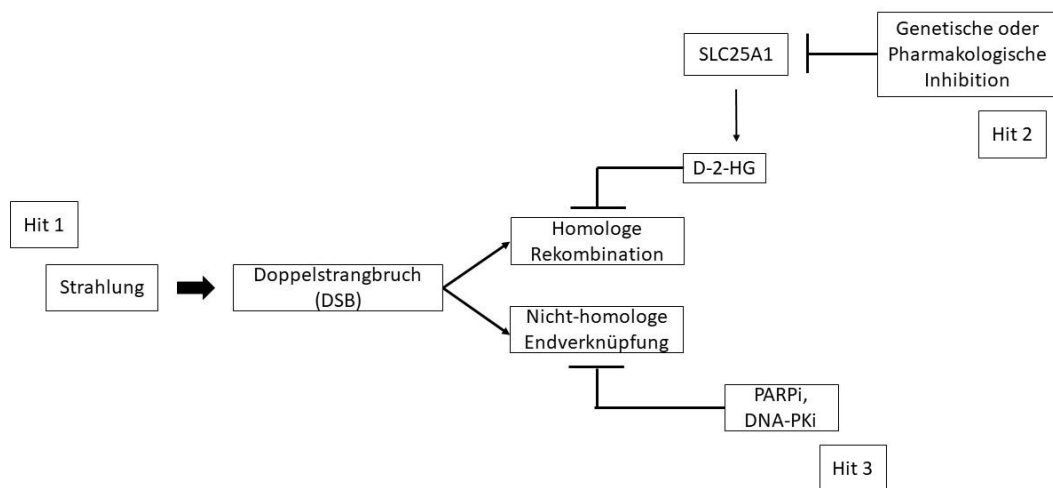 Genetische oder
Pharmakologische
Inhibition
SLC25A1
Hit 2
D-2-HG
Hit 1
Homologe
Rekombination
Strahlung
Doppelstrangbruch
(DSB)
Nicht-homologe
Endverknüpfung
PARPi,
DNA-PKi
Hit 3